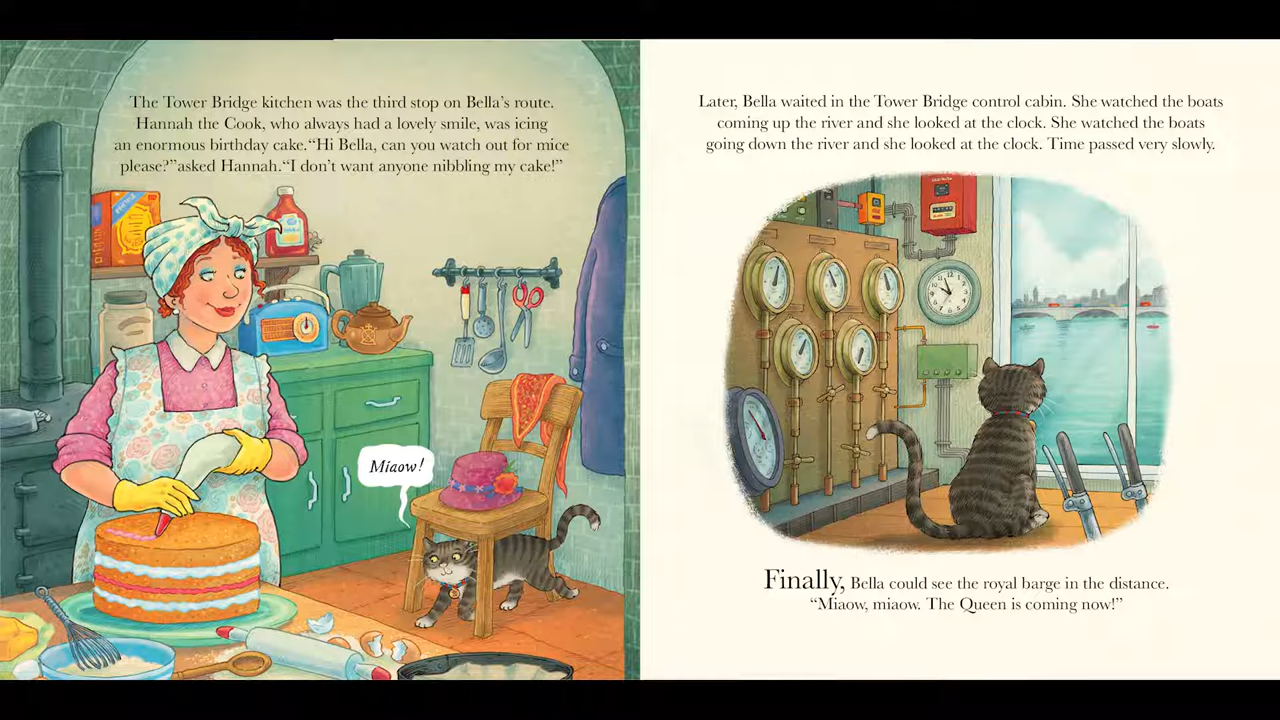 The Tower Bridge kitchen was the third stop on Bella's route.
Hannah the Cook, who always had a lovely smile, was icing
an enormous birthday cake. “Hi Bella, can you watch out for mice
please?” asked Hannah. “I don't want anyone nibbling my cake!”
Miaow!
Later, Bella waited in the Tower Bridge control cabin. She watched the boats
coming up the river and she looked at the clock. She watched the boats
going down the river and she looked at the clock. Time passed very slowly.
Finally, Bella could see the royal barge in the distance.
“Miaow, miaow. The Queen is coming now!”